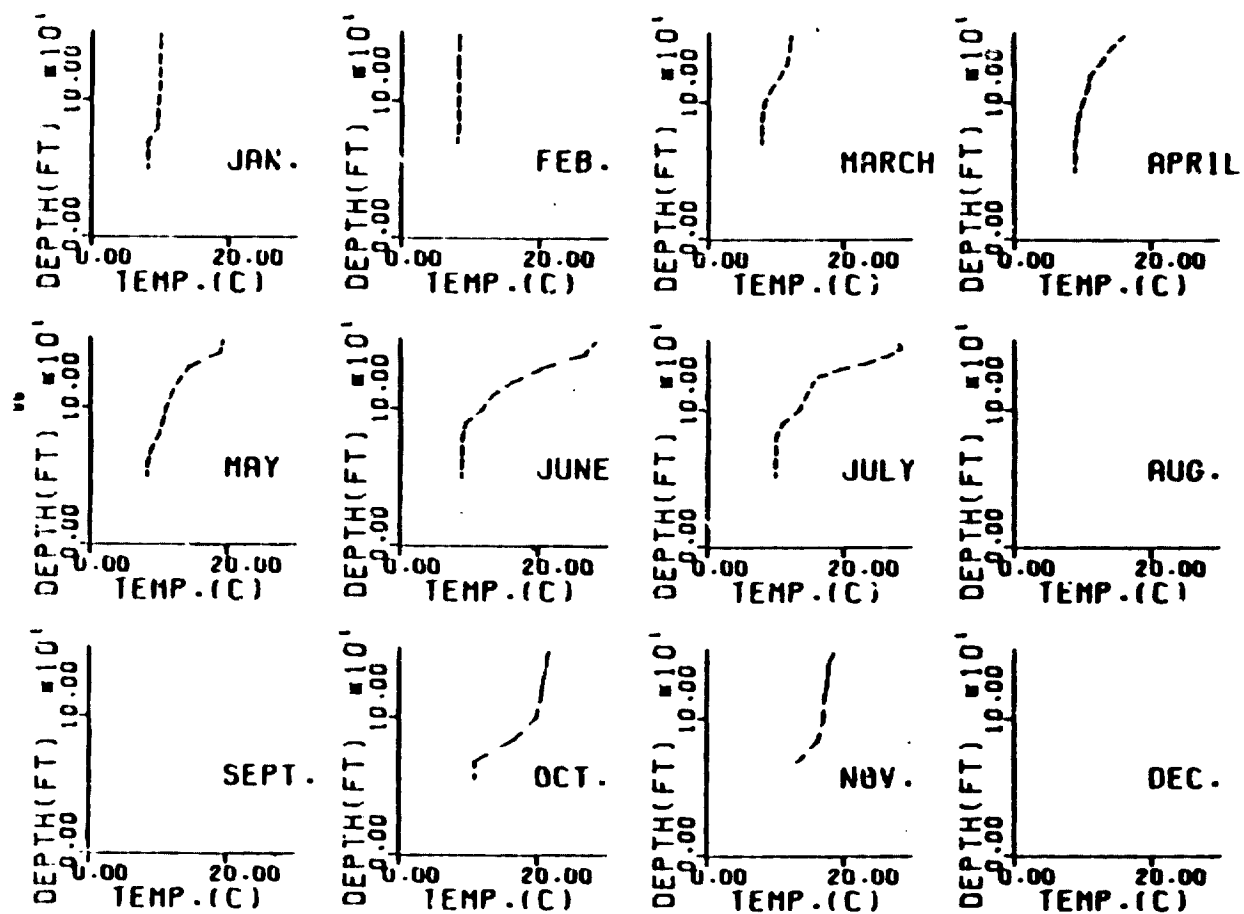 DEPTH(FT) *10¹
10.00
0.00
JAN.
0.00 20.00
TEMP.(C)
DEPTH(FT) *10¹
10.00
0.00
FEB.
0.00 20.00
TEMP.(C)
DEPTH(FT) *10¹
10.00
0.00
MARCH
0.00 20.00
TEMP.(C)
DEPTH(FT) *10¹
10.00
0.00
APRIL
0.00 20.00
TEMP.(C)
DEPTH(FT) *10¹
10.00
0.00
MAY
0.00 20.00
TEMP.(C)
DEPTH(FT) *10¹
10.00
0.00
JUNE
0.00 20.00
TEMP.(C)
DEPTH(FT) *10¹
10.00
0.00
JULY
0.00 20.00
TEMP.(C)
DEPTH(FT) *10¹
10.00
0.00
AUG.
0.00 20.00
TEMP.(C)
DEPTH(FT) *10¹
10.00
0.00
SEPT.
0.00 20.00
TEMP.(C)
DEPTH(FT) *10¹
10.00
0.00
OCT.
0.00 20.00
TEMP.(C)
DEPTH(FT) *10¹
10.00
0.00
NOV.
0.00 20.00
TEMP.(C)
DEPTH(FT) *10¹
10.00
0.00
DEC.
0.00 20.00
TEMP.(C)